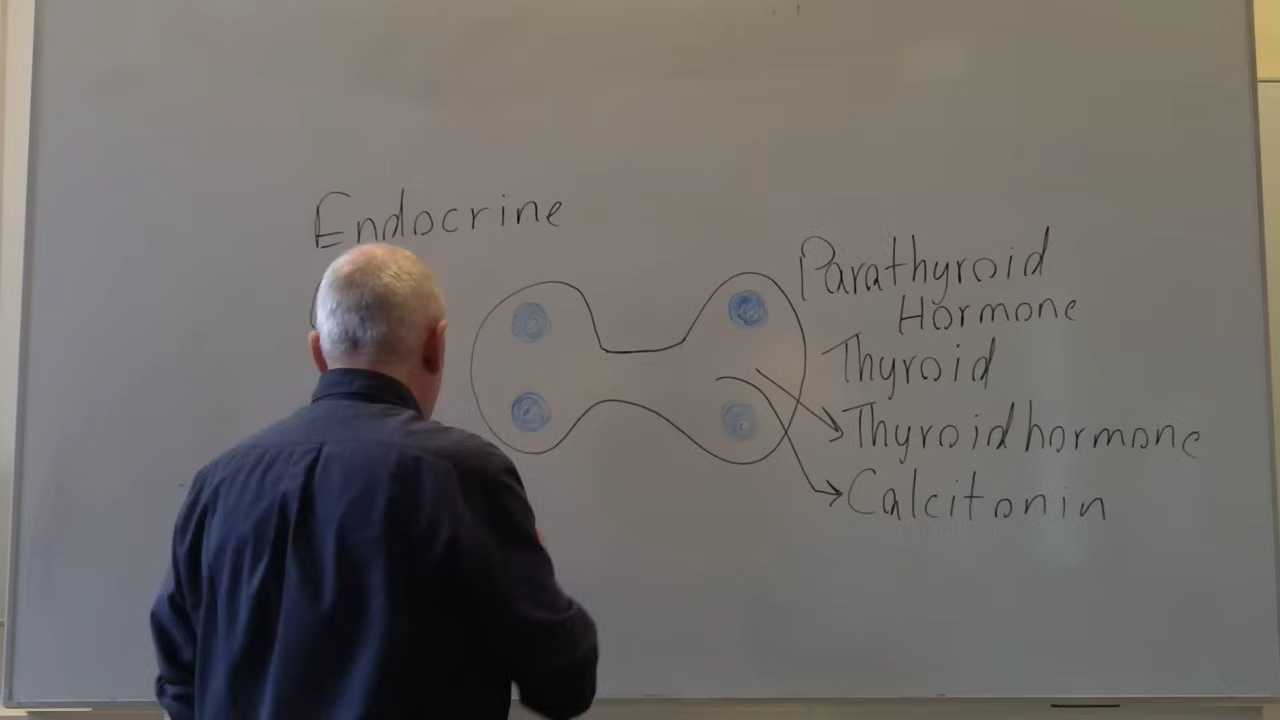 Endocrine
Parathyroid
Hormone
Thyroid
Thyroid hormone
Calcitonin